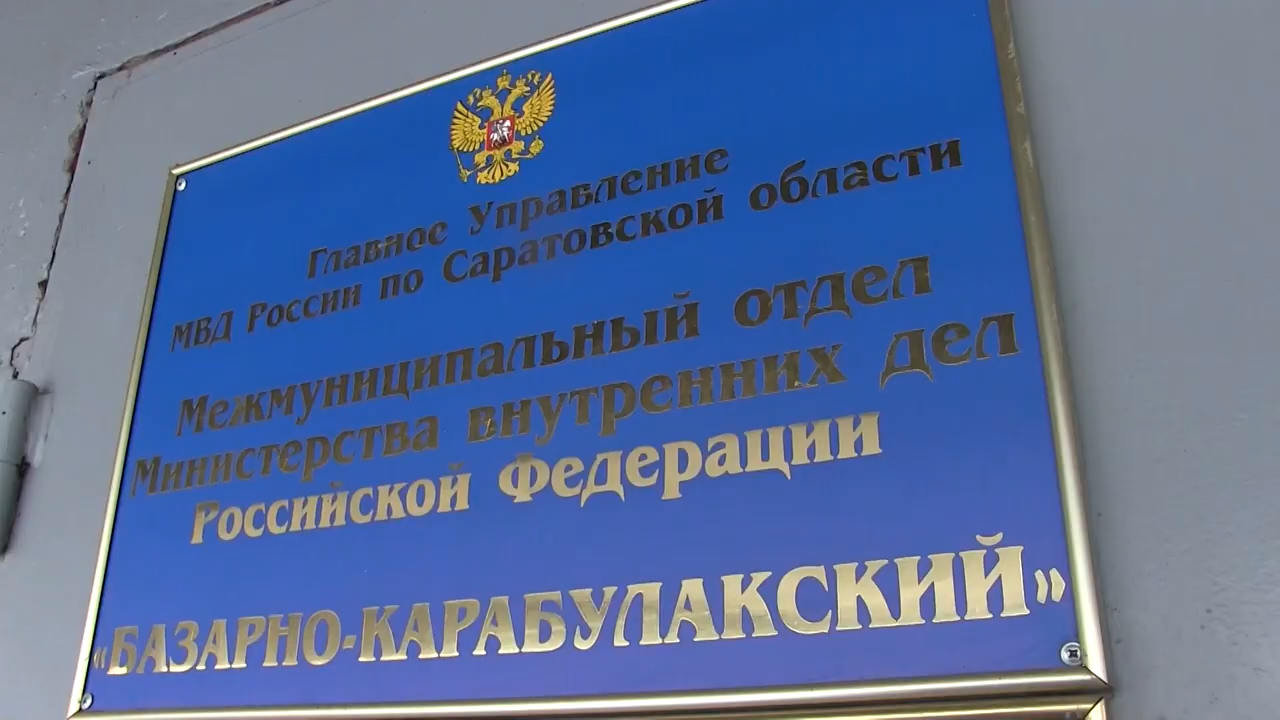 Главное Управление
МВД России по Саратовской области
Межмуниципальный отдел
Министерства внутренних дел
Российской Федерации
«БАЗАРНО-КАРАБУЛАКСКИЙ»